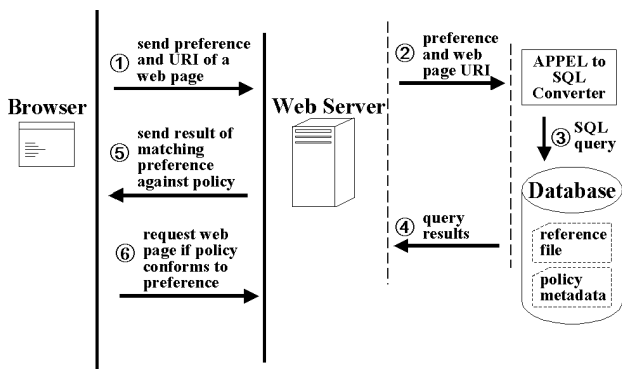 ① send preference
and URI of a
web page
② preference
and web
page URI
APPEL to
SQL
Converter
Browser
Web Server
③ SQL
query
⑤ send result of
matching
preference
against policy
Database
④ query
results
reference
file
policy
metadata
⑥ request web
page if policy
conforms to
preference